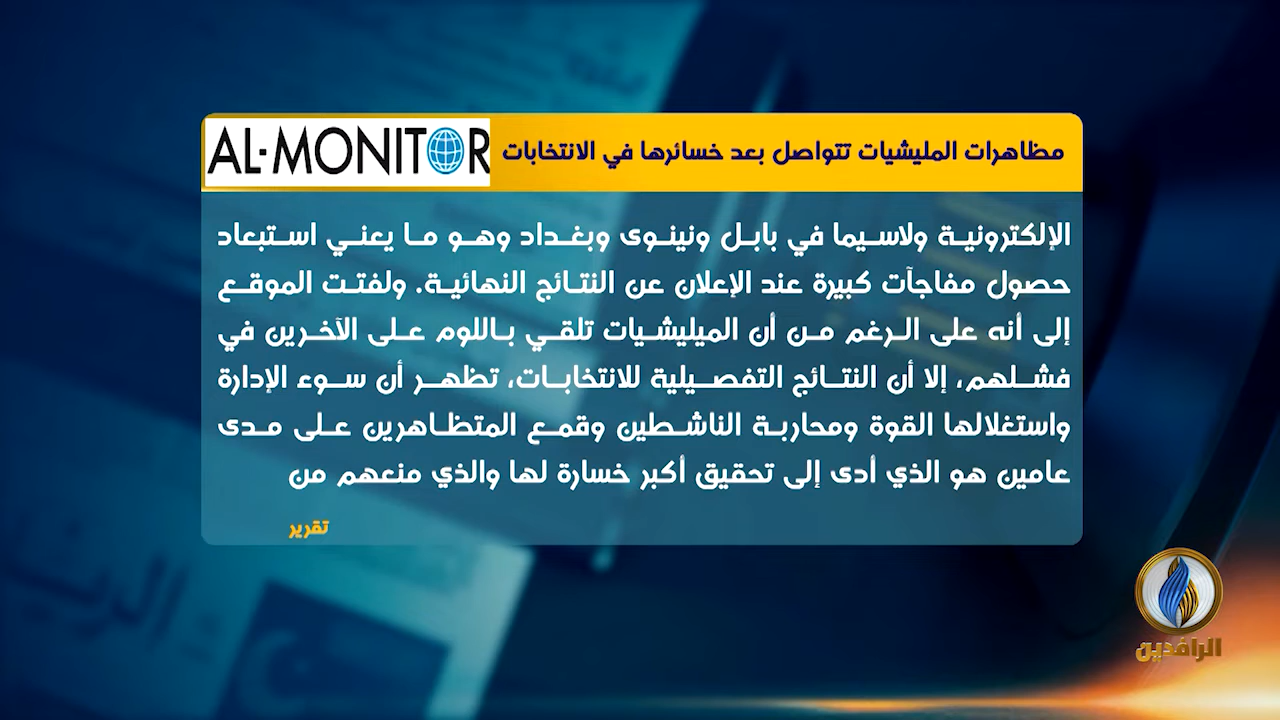 مظاهرات المليشيات تتواصل بعد خسائرها في الانتخابات
AL-MONITOR
الإلكترونية ولاسيما في بابل ونينوى وبغداد وهو ما يعني استبعاد
حصول مفاجآت كبيرة عند الإعلان عن النتائج النهائية. ولفتت الموقع
إلى أنه على الرغم من أن الميليشيات تلقي باللوم على الآخرين في
فشلهم، إلا أن النتائج التفصيلية للانتخابات، تظهر أن سوء الإدارة
واستغلالها القوة ومحاربة الناشطين وقمع المتظاهرين على مدى
عامين هو الذي أدى إلى تحقيق أكبر خسارة لها والذي منعهم من
تقرير
الرافدين